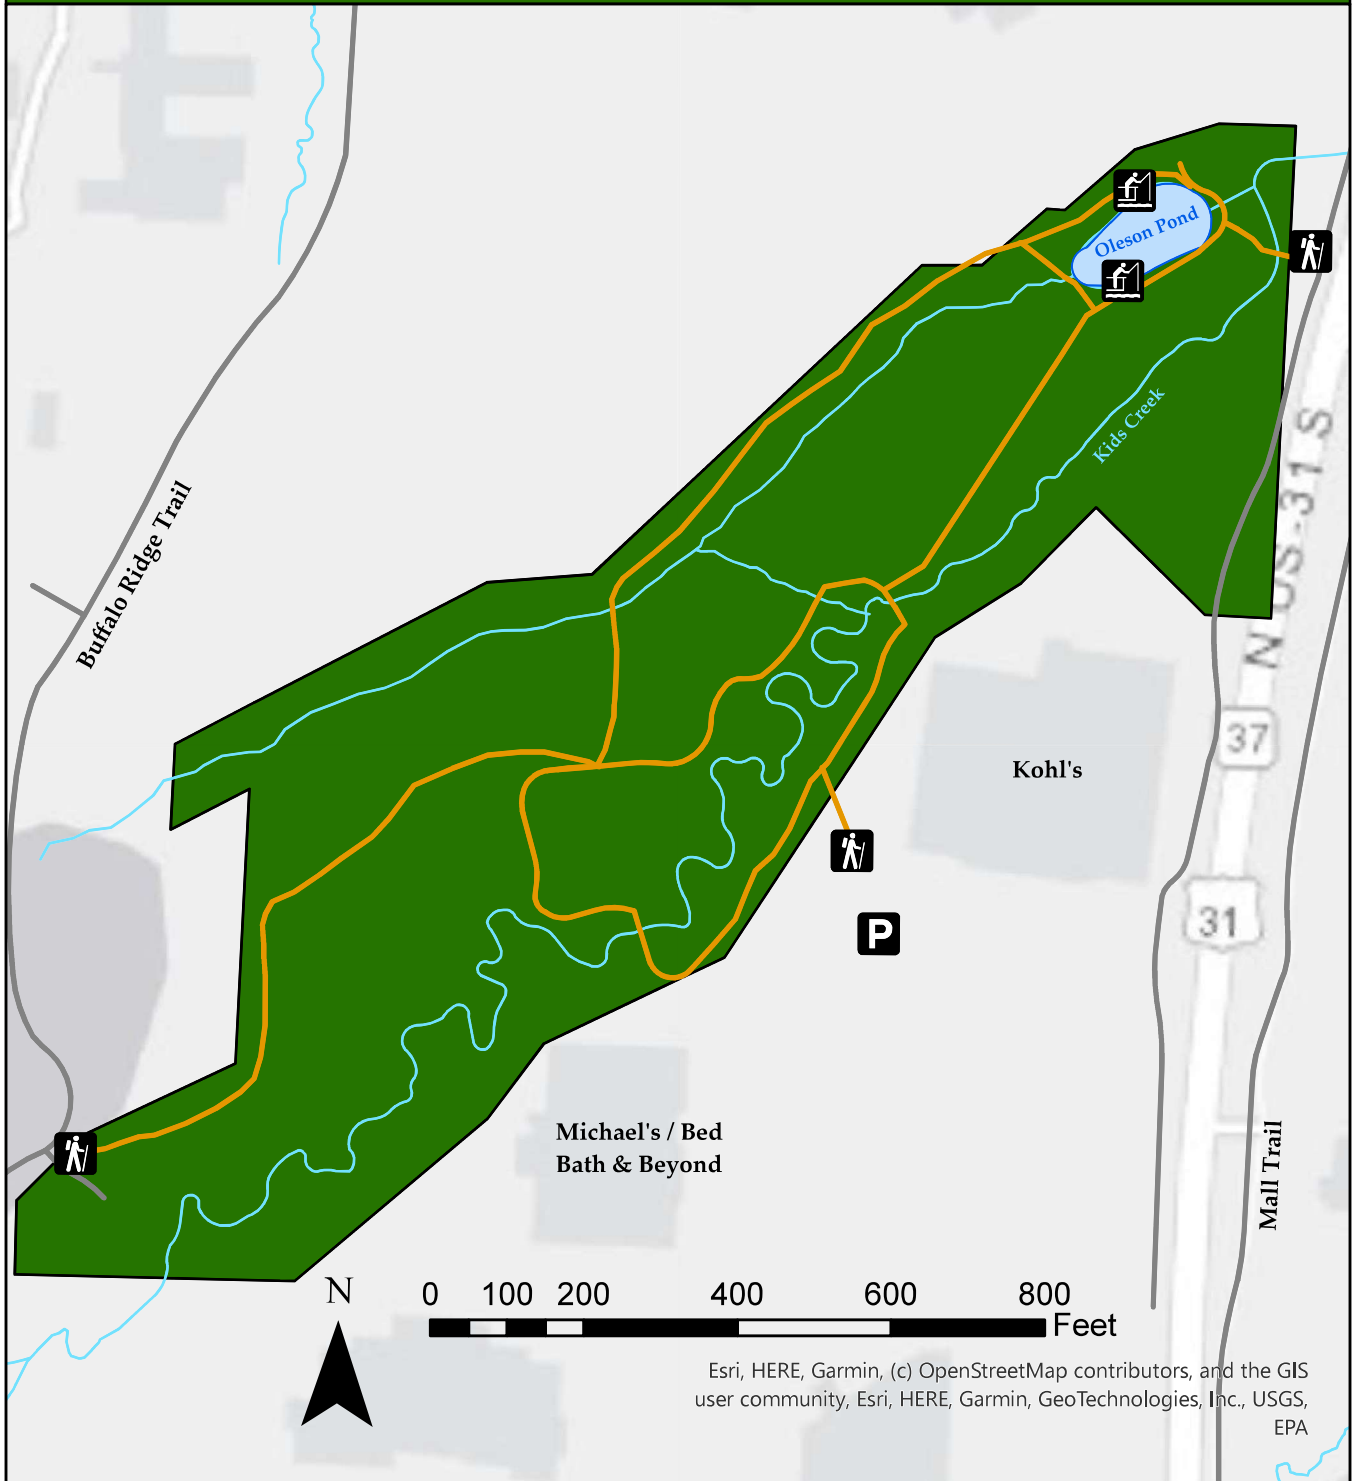 Oleson Pond
Kids Creek
N US-31 S
Buffalo Ridge Trail
37
Kohl's
31
P
Michael's / Bed
Bath & Beyond
Mall Trail
N
0 100 200 400 600 800
Feet
Esri, HERE, Garmin, (c) OpenStreetMap contributors, and the GIS
user community, Esri, HERE, Garmin, GeoTechnologies, Inc., USGS,
EPA